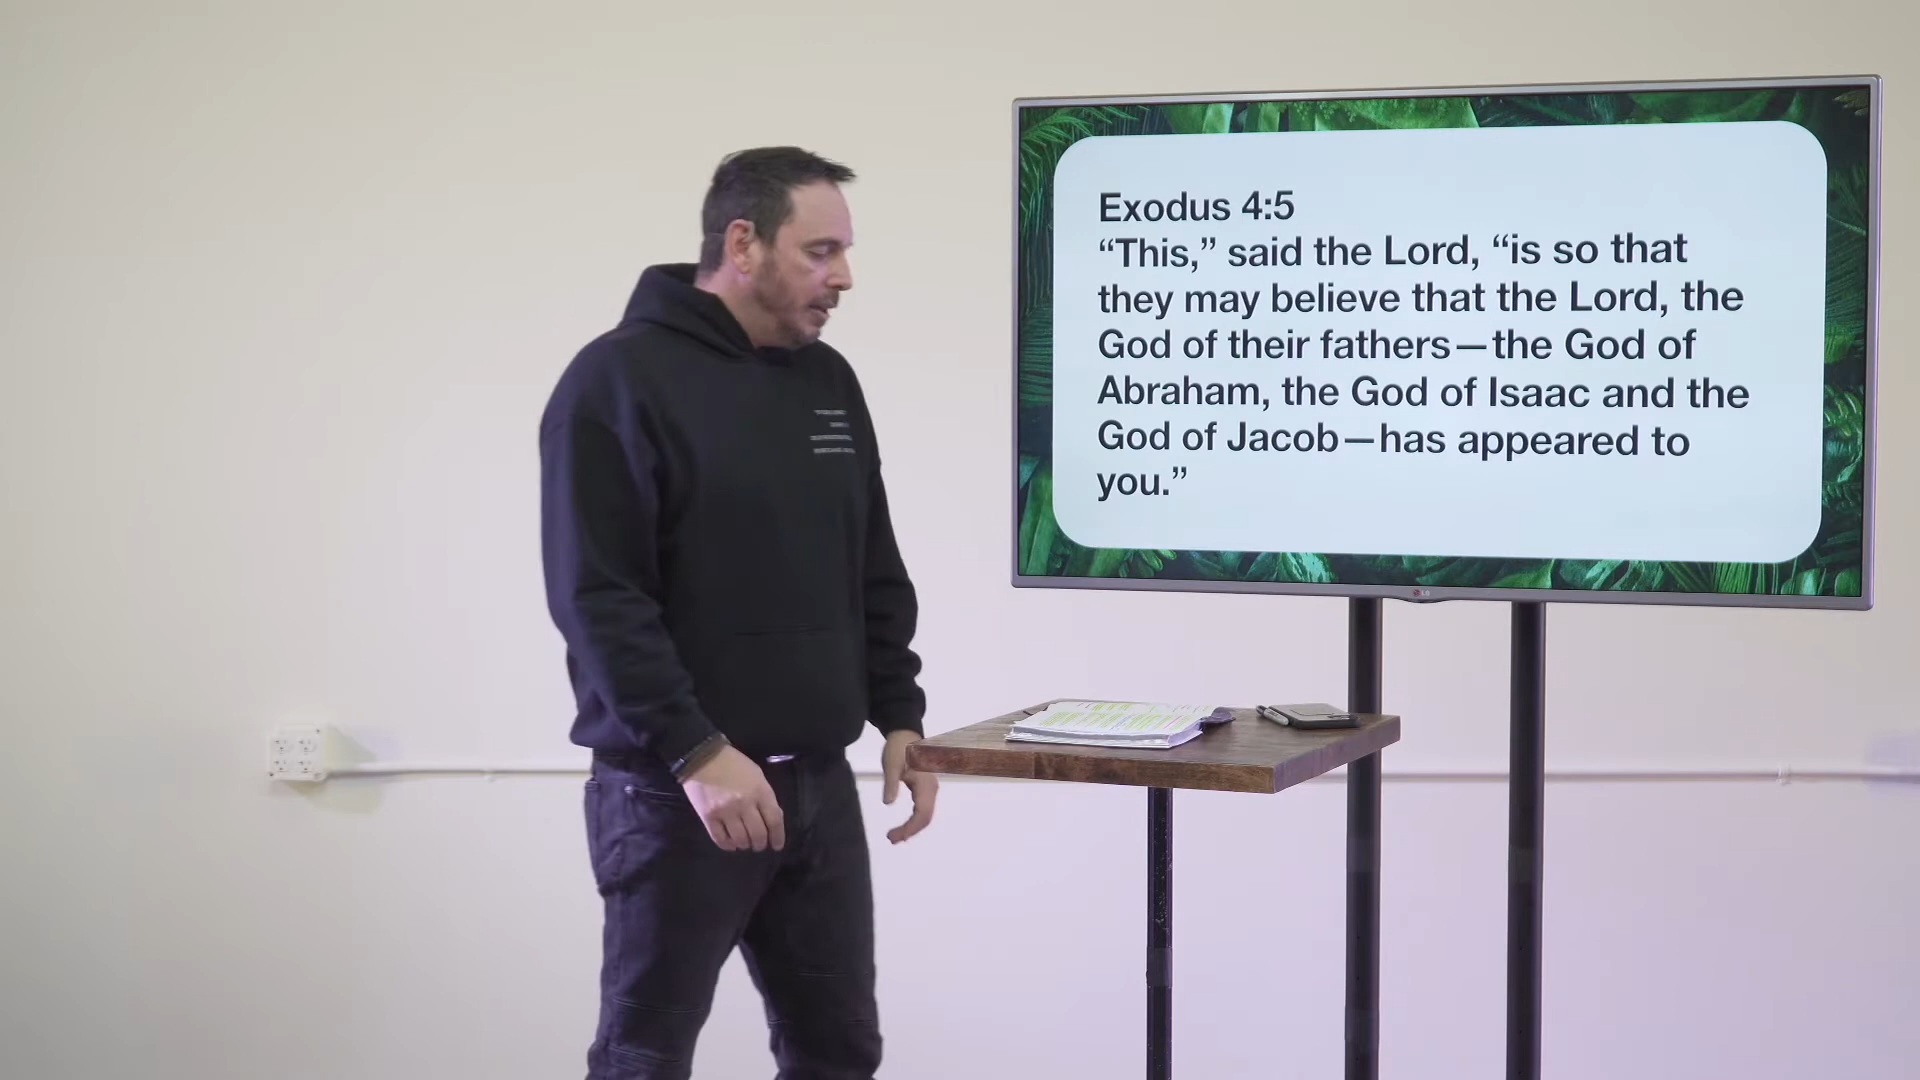 Exodus 4:5
“This,” said the Lord, “is so that
they may believe that the Lord, the
God of their fathers—the God of
Abraham, the God of Isaac and the
God of Jacob—has appeared to
you.”
LG